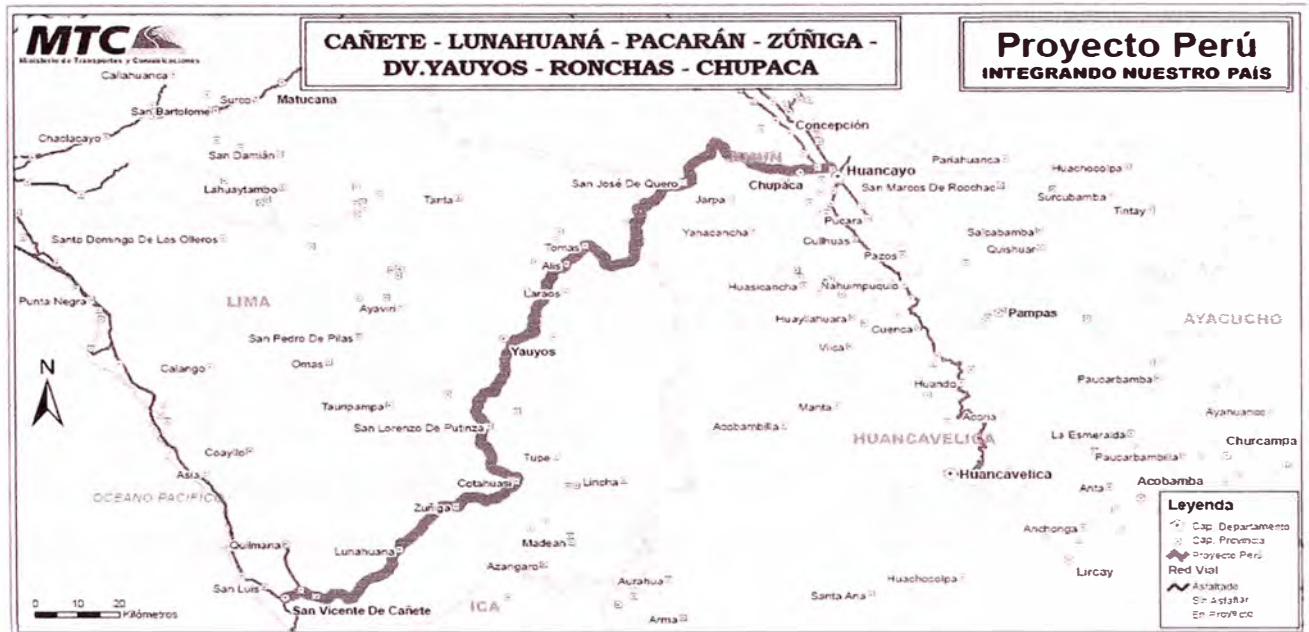 MTC
Ministerio de Transportes y Comunicaciones
CAÑETE - LUNAHUANÁ - PACARÁN - ZÚÑIGA -
DV.YAUYOS - RONCHAS - CHUPACA
Proyecto Perú
INTEGRANDO NUESTRO PAÍS
Callahuanca
Surco
Matucana
San Bartolome
Chaclacayo
Concepción
San Damián
JUNIN
Huancayo
Pariahuanca
Huachocolpa
Chupaca
San José De Quero
Lahuaytambo
Tanta
Jarpa
San Marcos De Roochac
Surcubamba
Tintay
Pucara
Santo Domingo De Los Olleros
Yanacancha
Cullhuas
Salcabamba
Quishuar
Tomas
Pazos
Alis
Punta Negra
LIMA
Laraos
Huasicancha
Ñahuimpuquio
Ayaviri
Pampas
AYACUCHO
Huayllahuara
Cuenca
San Pedro De Pilas
Yauyos
Vilca
N
Calango
Omas
Huando
Paucarbamba
Tauripampa
Manta
Acoria
Ayahuanco
San Lorenzo De Putinza
Acobambilla
HUANCAVELICA
La Esmeralda
Churcampa
Coayllo
Tupe
Paucarbambilla
Asia
Cotahuasi
Lincha
Huancavelica
Anta
Acobamba
OCEANO PACIFICO
Zuñiga
Leyenda
Cap. Departamento
Cap. Provincia
Proyecto Perú
Red Vial
Asfaltado
Sin Asfaltar
En Proyecto
Anchonga
Lircay
Quilmana
Lunahuana
Madean
Azangaro
Aurahua
Huachocolpa
San Luis
San Vicente De Cañete
ICA
Santa Ana
Arma
0 10 20
Kilómetros